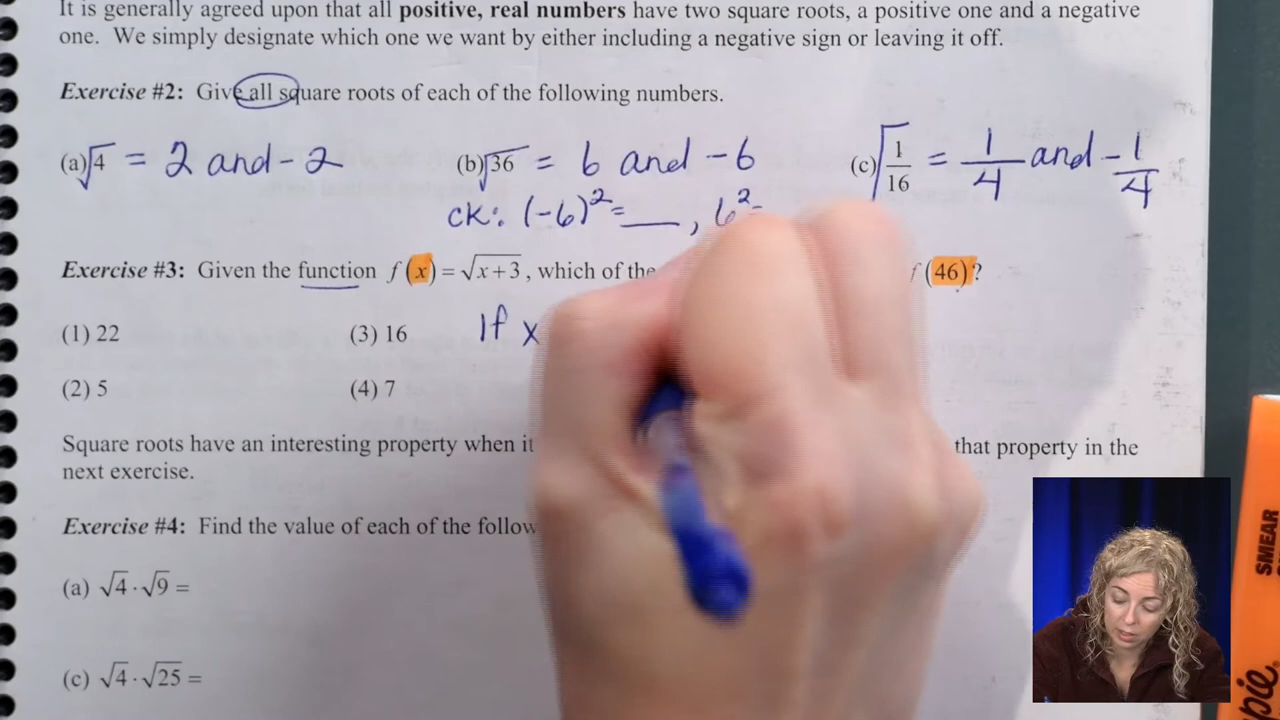 It is generally agreed upon that all positive, real numbers have two square roots, a positive one and a negative
one. We simply designate which one we want by either including a negative sign or leaving it off.
Exercise #2: Give all square roots of each of the following numbers.
(a) √4 = 2 and -2 (b) √36 = 6 and -6 (c) √1/16 = 1/4 and -1/4
CK: (-6)²= __, 6²=
Exercise #3: Given the function f(x) = √x+3, which of the f(46)?
(1) 22 (3) 16 If x
(2) 5 (4) 7
Square roots have an interesting property when it that property in the
next exercise.
Exercise #4: Find the value of each of the
(a) √4 · √9 =
(c) √4 · √25 =
SMEAR
pie